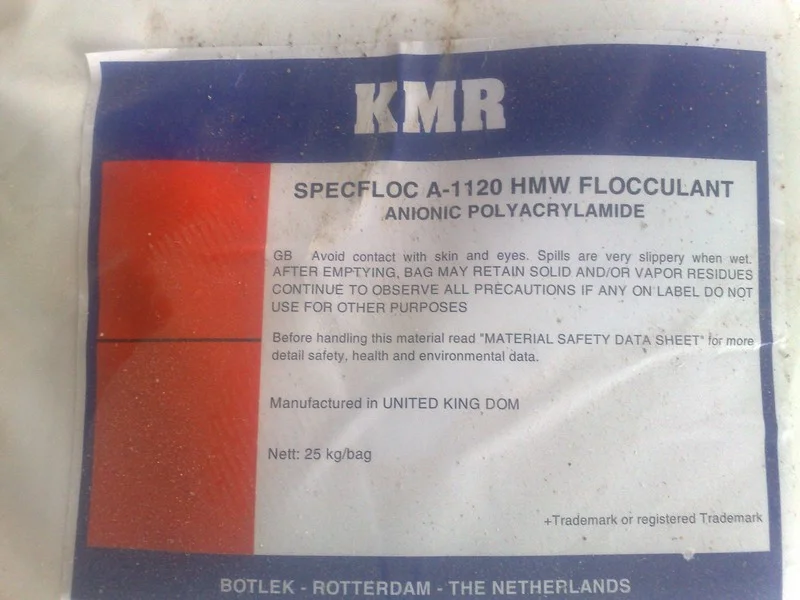 KMR
SPECFLOC A-1120 HMW FLOCCULANT
ANIONIC POLYACRYLAMIDE
GB Avoid contact with skin and eyes. Spills are very slippery when wet.
AFTER EMPTYING, BAG MAY RETAIN SOLID AND/OR VAPOR RESIDUES
CONTINUE TO OBSERVE ALL PRECAUTIONS IF ANY ON LABEL DO NOT
USE FOR OTHER PURPOSES
Before handling this material read "MATERIAL SAFETY DATA SHEET" for more
detail safety, health and environmental data.
Manufactured in UNITED KING DOM
Nett: 25 kg/bag
+Trademark or registered Trademark
BOTLEK - ROTTERDAM - THE NETHERLANDS